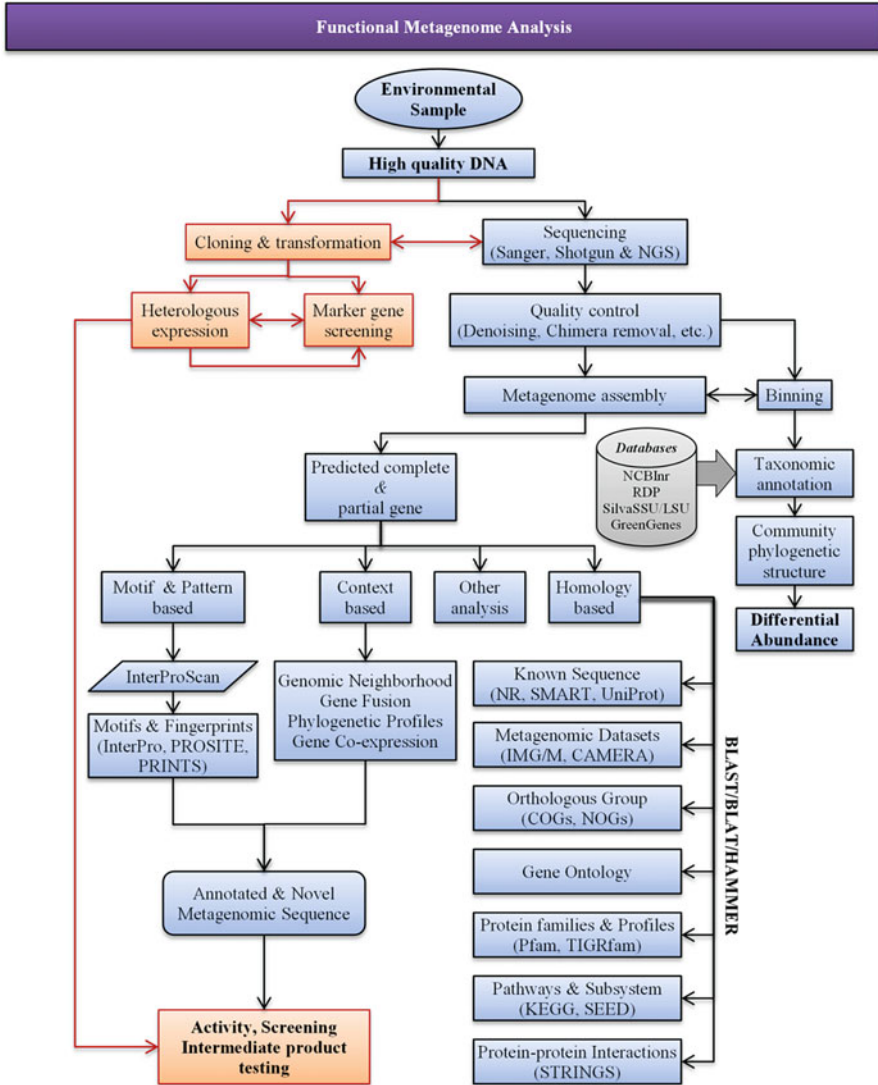 Functional Metagenome Analysis
Environmental
Sample
High quality DNA
Cloning & transformation
Sequencing
(Sanger, Shotgun & NGS)
Heterologous
expression
Marker gene
screening
Quality control
(Denoising, Chimera removal, etc.)
Metagenome assembly
Binning
Predicted complete
&
partial gene
Databases
NCBInr
RDP
SilvaSSU/LSU
GreenGenes
Taxonomic
annotation
Community
phylogenetic
structure
Differential
Abundance
Motif & Pattern
based
Context
based
Other
analysis
Homology
based
InterProScan
Motifs & Fingerprints
(InterPro, PROSITE,
PRINTS)
Genomic Neighborhood
Gene Fusion
Phylogenetic Profiles
Gene Co-expression
Known Sequence
(NR, SMART, UniProt)
Metagenomic Datasets
(IMG/M, CAMERA)
Orthologous Group
(COGs, NOGs)
Gene Ontology
Protein families & Profiles
(Pfam, TIGRfam)
Pathways & Subsystem
(KEGG, SEED)
Protein-protein Interactions
(STRINGS)
BLAST/BLAT/HAMMER
Annotated & Novel
Metagenomic Sequence
Activity, Screening
Intermediate product
testing